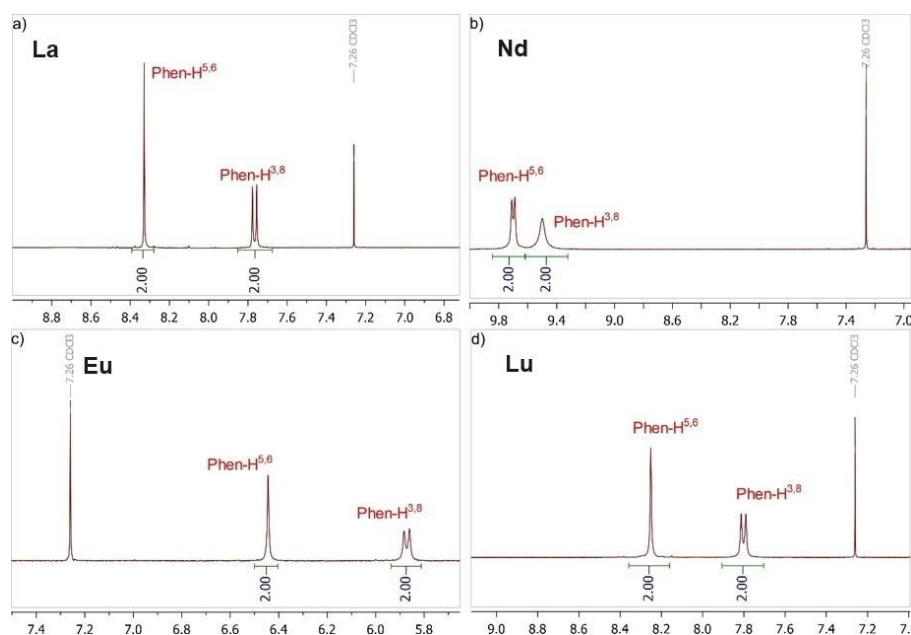 a)
La
7.26 CDCl3
Phen-H5,6
Phen-H3,8
2.00
2.00
8.8 8.6 8.4 8.2 8.0 7.8 7.6 7.4 7.2 7.0 6.8
b)
Nd
7.26 CDCl3
Phen-H5,6
Phen-H3,8
2.00
2.00
9.8 9.4 9.0 8.6 8.2 7.8 7.4 7.0
c)
Eu
7.26 CDCl3
Phen-H5,6
Phen-H3,8
2.00
2.00
7.4 7.2 7.0 6.8 6.6 6.4 6.2 6.0 5.8
d)
Lu
7.26 CDCl3
Phen-H5,6
Phen-H3,8
2.00
2.00
9.0 8.8 8.6 8.4 8.2 8.0 7.8 7.6 7.4 7.2 7.0